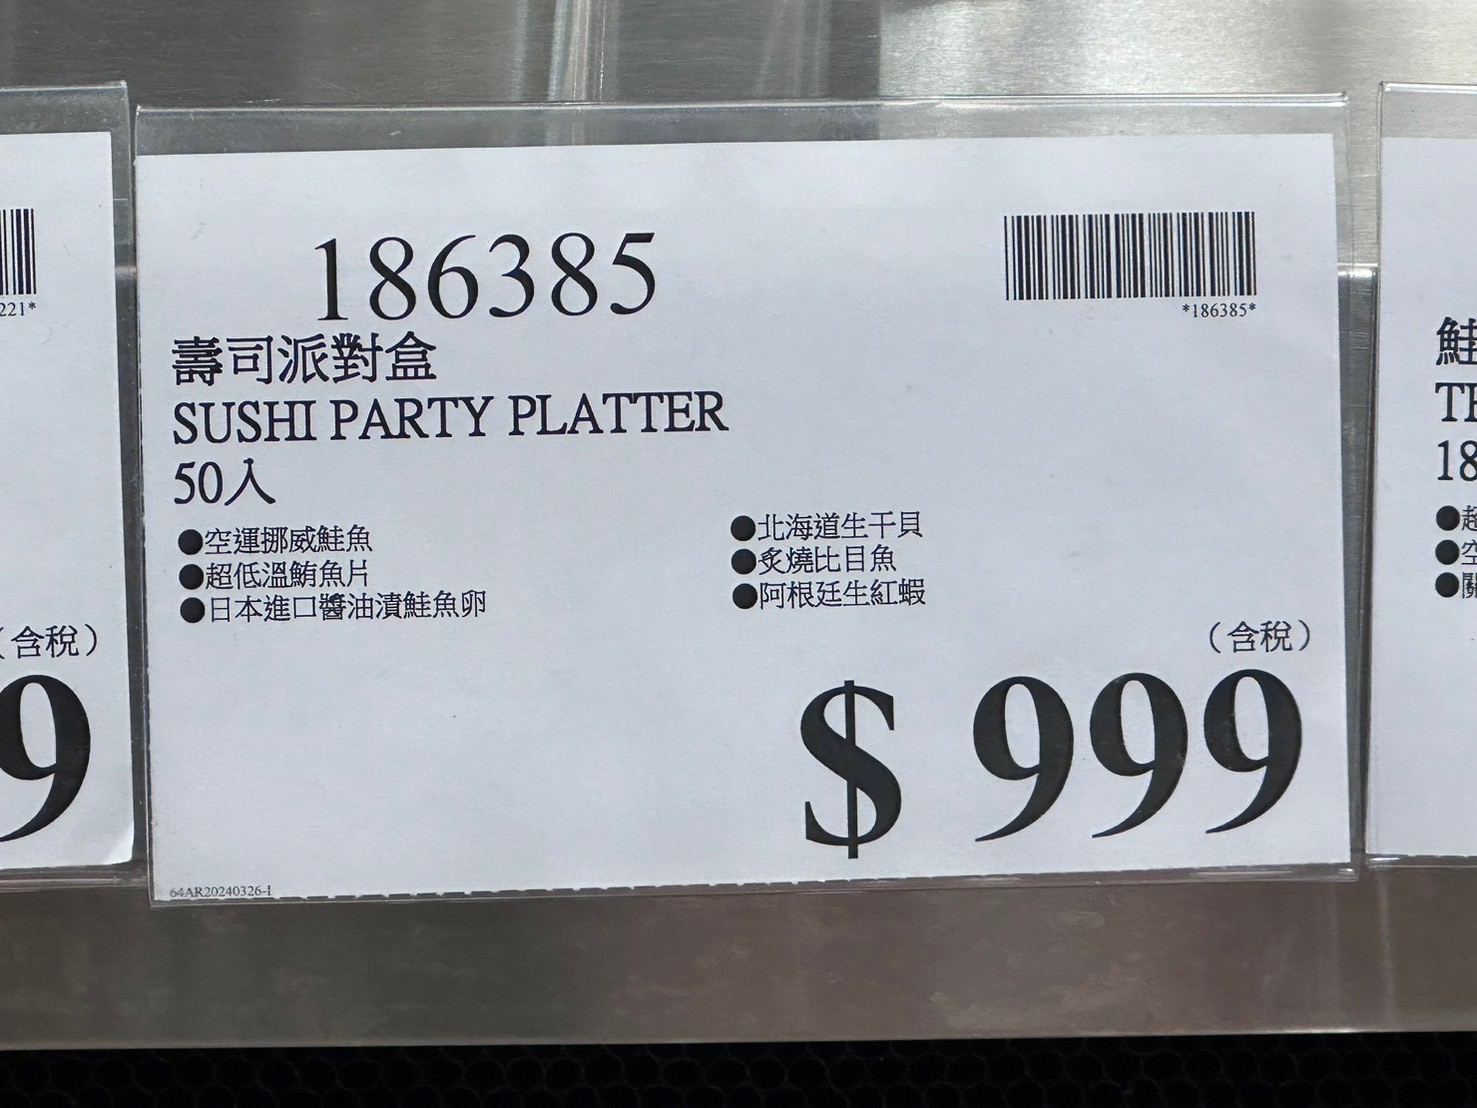 221*
（含稅）
9
186385
*186385*
壽司派對盒
SUSHI PARTY PLATTER
50入
●空運挪威鮭魚
●超低溫鮪魚片
●日本進口醬油漬鮭魚卵
●北海道生干貝
●炙燒比目魚
●阿根廷生紅蝦
（含稅）
$ 999
64AR20240326-1
鮭
18
●超
●空